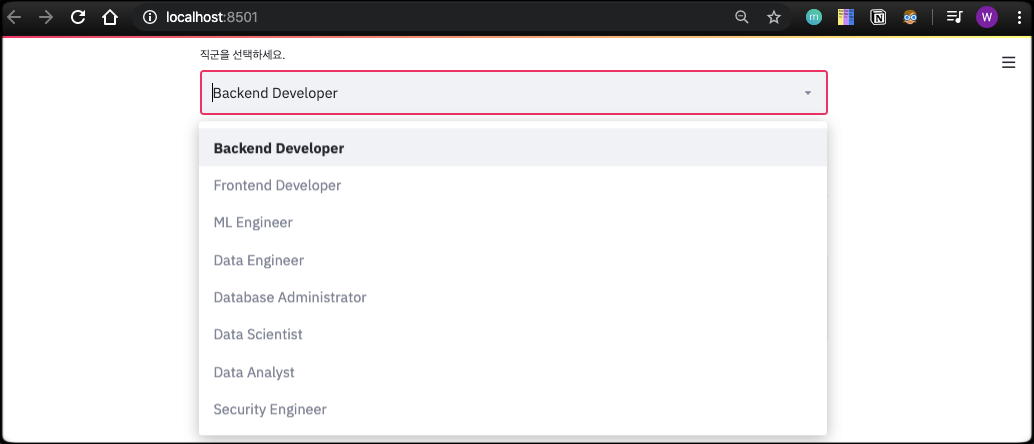 localhost:8501
m
W
직군을 선택하세요.
Backend Developer
Backend Developer
Frontend Developer
ML Engineer
Data Engineer
Database Administrator
Data Scientist
Data Analyst
Security Engineer